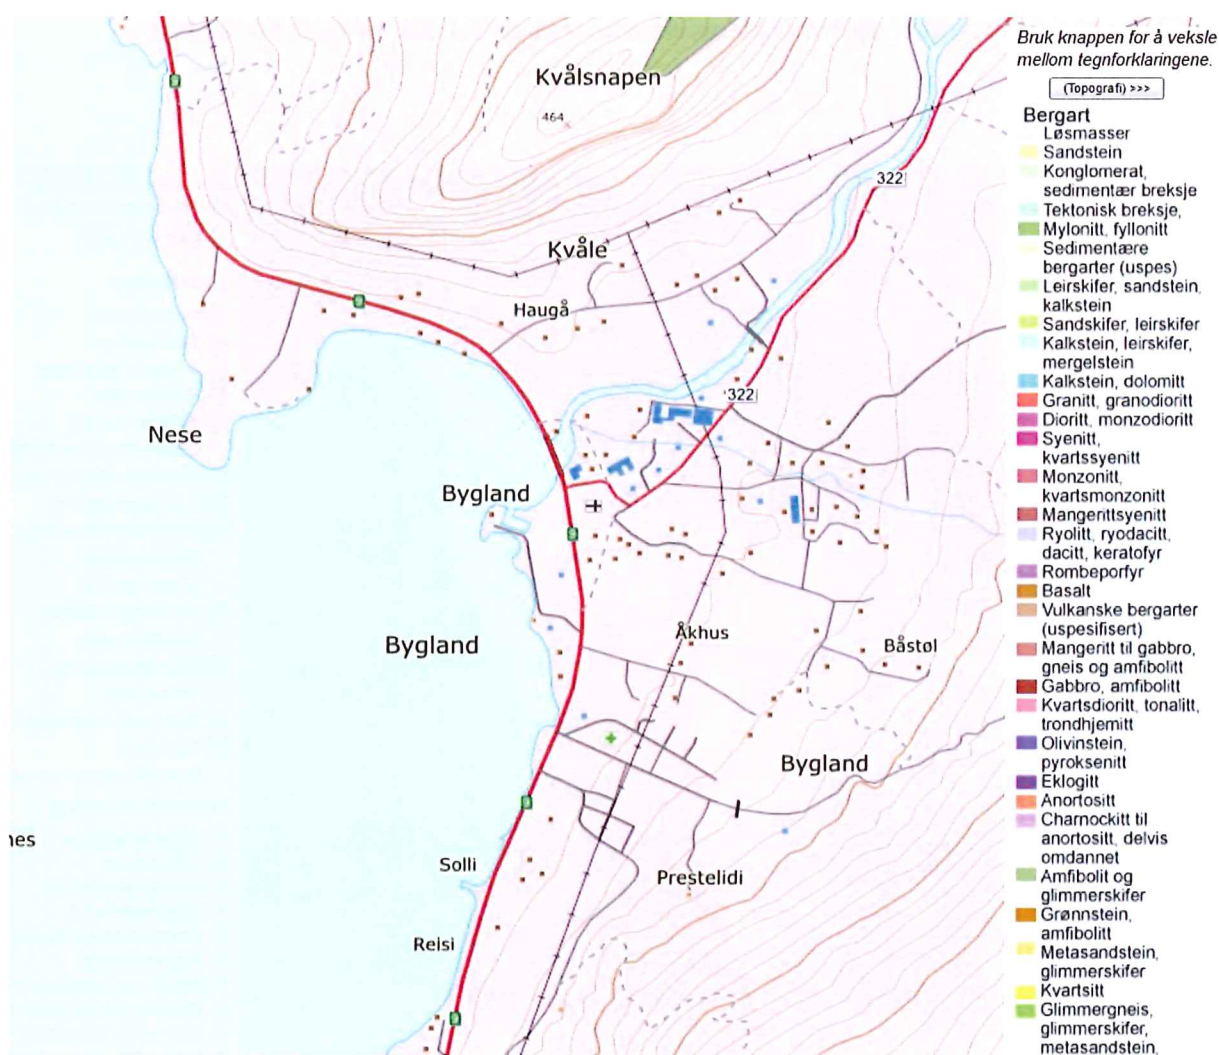 Bruk knappen for å veksle
mellom tegnforklaringene.
(Topografi) >>>
Kvålsnapen
464
322
Kvåle
Haugå
322
Nese
Bygland
Bygland
Åkhus
Båstøl
Bygland
nes
Solli
Prestelidi
Reisi
9
9
9
9
9
Bergart
Løsmasser
Sandstein
Konglomerat,
sedimentær breksje
Tektonisk breksje,
Mylonitt, fyllonitt
Sedimentære
bergarter (uspes)
Leirskifer, sandstein,
kalkstein
Sandskifer, leirskifer
Kalkstein, leirskifer,
mergelstein
Kalkstein, dolomitt
Granitt, granodioritt
Dioritt, monzodioritt
Syenitt,
kvartssyenitt
Monzonitt,
kvartsmonzonitt
Mangerittsyenitt
Ryolitt, ryodacitt,
dacitt, keratofyr
Rombeporfyr
Basalt
Vulkanske bergarter
(uspesifisert)
Mangeritt til gabbro,
gneis og amfibolitt
Gabbro, amfibolitt
Kvartsdioritt, tonalitt,
trondhjemitt
Olivinstein,
pyroksenitt
Eklogitt
Anortositt
Charnockitt til
anortositt, delvis
omdannet
Amfibolit og
glimmerskifer
Grønnstein,
amfibolitt
Metasandstein,
glimmerskifer
Kvartsitt
Glimmergneis,
glimmerskifer,
metasandstein,